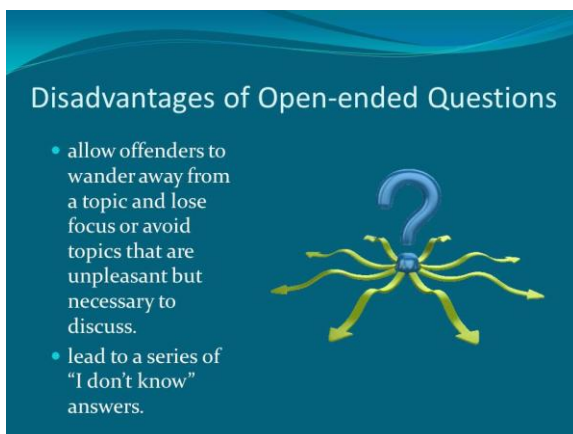 Disadvantages of Open-ended Questions
• allow offenders to
wander away from
a topic and lose
focus or avoid
topics that are
unpleasant but
necessary to
discuss.
• lead to a series of
“I don’t know”
answers.